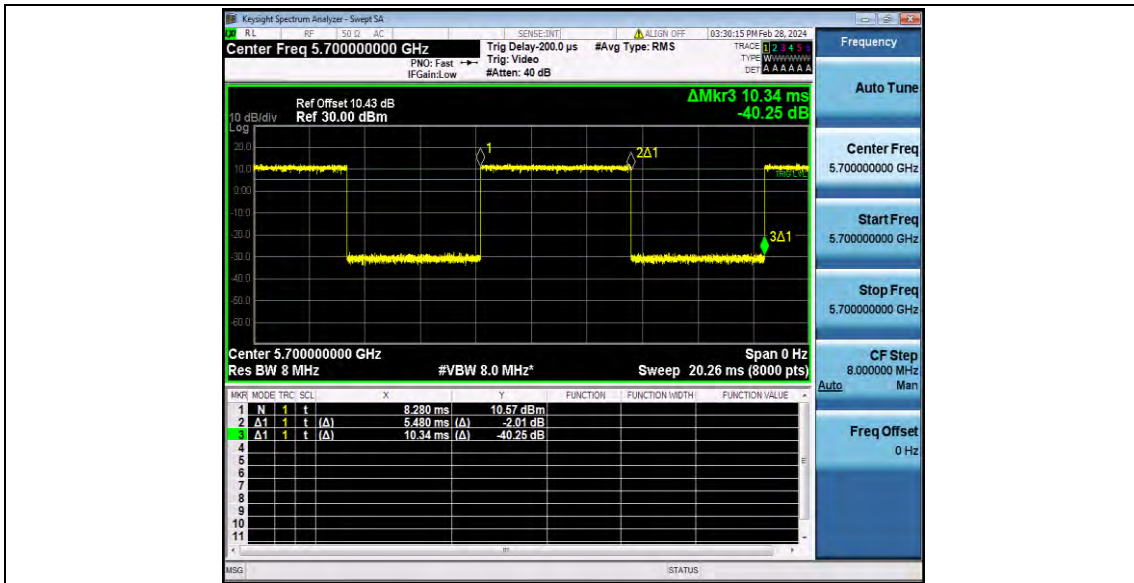 Keysight Spectrum Analyzer - Swept SA
RL RF 50 Ω AC SENSE:INT ALIGN OFF 03:30:15 PM Feb 28, 2024
Center Freq 5.700000000 GHz
PNO: Fast
IFGain:Low
Trig Delay-200.0 µs
Trig: Video
#Atten: 40 dB
#Avg Type: RMS
TRACE 1 2 3 4 5 6
TYPE WWWWWW
DET A A A A A A
ΔMkr3 10.34 ms
-40.25 dB
Ref Offset 10.43 dB
10 dB/div Ref 30.00 dBm
Log
20.0
10.0
0.00
-10.0
-20.0
-30.0
-40.0
-50.0
-60.0
1
2Δ1
TRIG LVL
3Δ1
Center 5.700000000 GHz Span 0 Hz
Res BW 8 MHz #VBW 8.0 MHz* Sweep 20.26 ms (8000 pts)
MKR MODE TRC SCL X Y FUNCTION FUNCTION WIDTH FUNCTION VALUE
1 N 1 t 8.280 ms 10.57 dBm
2 Δ1 1 t (Δ) 5.480 ms (Δ) -2.01 dB
3 Δ1 1 t (Δ) 10.34 ms (Δ) -40.25 dB
4
5
6
7
8
9
10
11
MSG STATUS
Frequency
Auto Tune
Center Freq
5.700000000 GHz
Start Freq
5.700000000 GHz
Stop Freq
5.700000000 GHz
CF Step
8.000000 MHz
Auto Man
Freq Offset
0 Hz